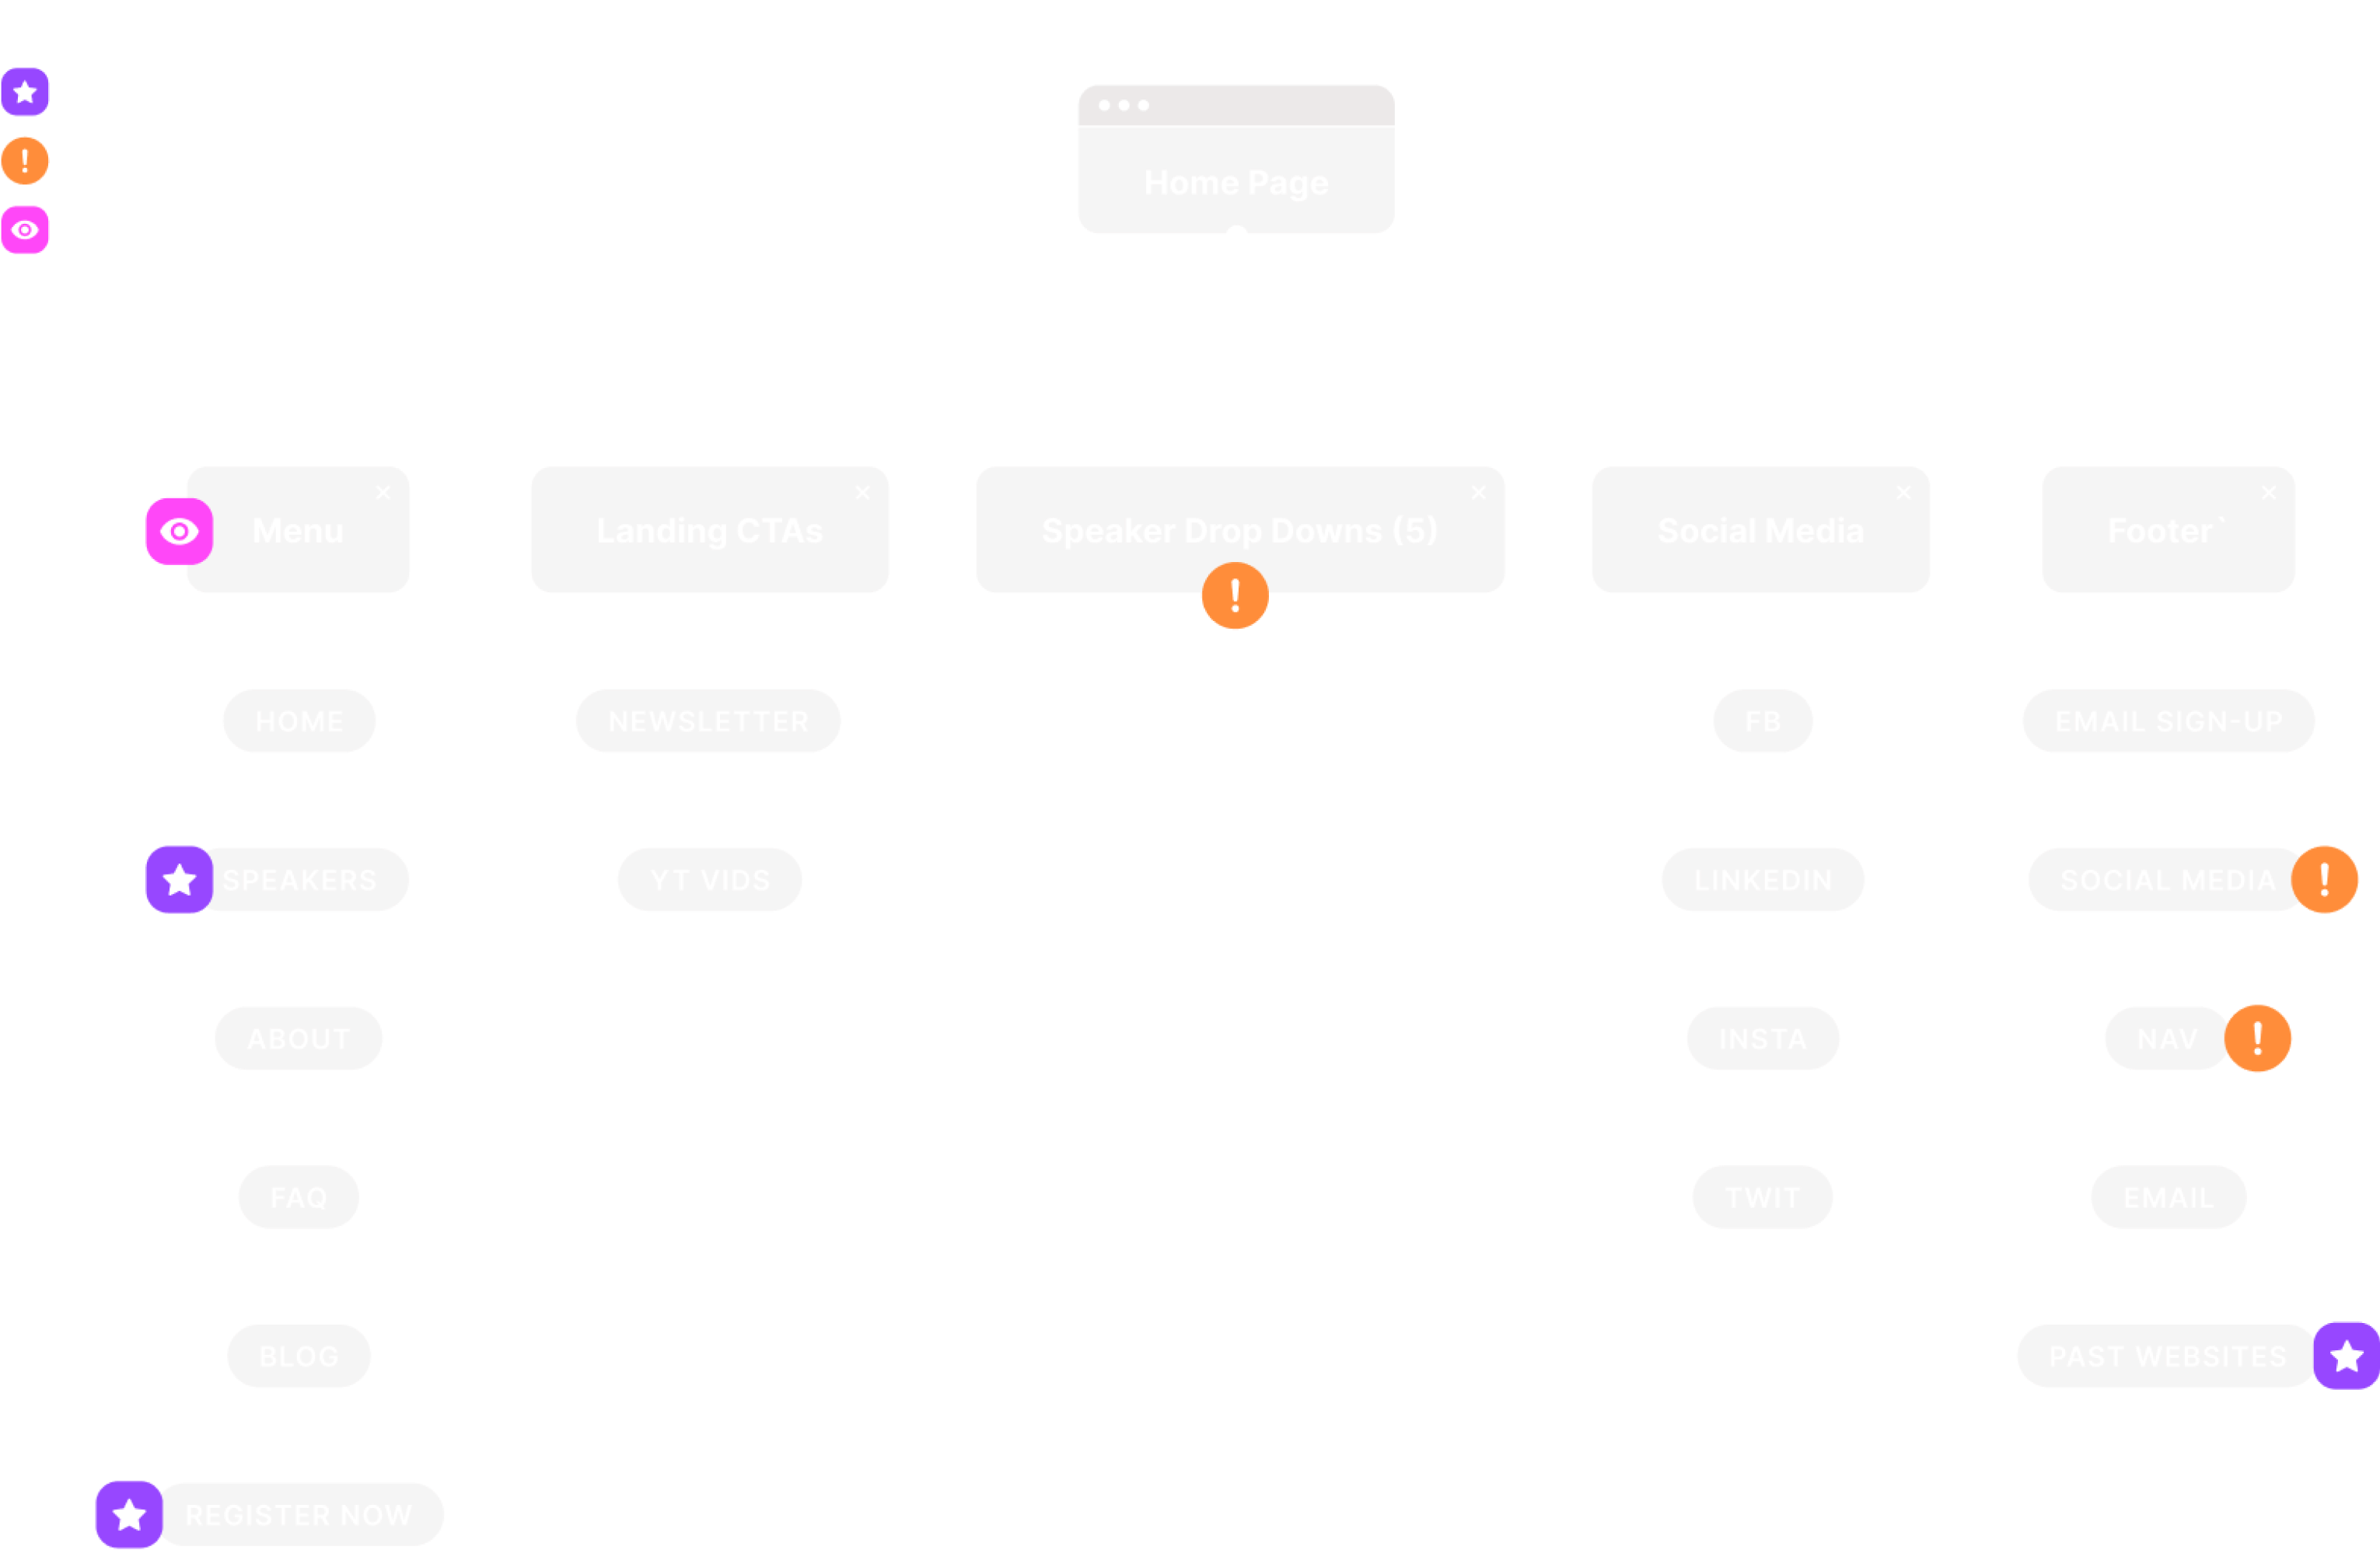 Home Page
Menu
Landing CTAs
Speaker Drop Downs (5)
Social Media
Footer`
HOME
NEWSLETTER
FB
EMAIL SIGN-UP
SPEAKERS
YT VIDS
LINKEDIN
SOCIAL MEDIA
ABOUT
INSTA
NAV
FAQ
TWIT
EMAIL
BLOG
PAST WEBSITES
REGISTER NOW